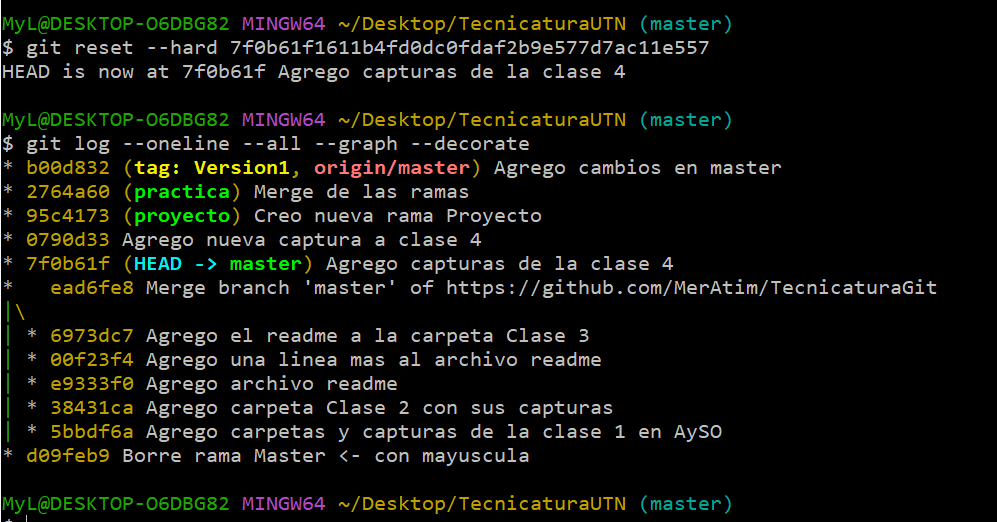 MyL@DESKTOP-O6DBG82 MINGW64 ~/Desktop/TecnicaturaUTN (master)
$ git reset --hard 7f0b61f1611b4fd0dc0fdaf2b9e577d7ac11e557
HEAD is now at 7f0b61f Agrego capturas de la clase 4

MyL@DESKTOP-O6DBG82 MINGW64 ~/Desktop/TecnicaturaUTN (master)
$ git log --oneline --all --graph --decorate
* b00d832 (tag: Version1, origin/master) Agrego cambios en master
* 2764a60 (practica) Merge de las ramas
* 95c4173 (proyecto) Creo nueva rama Proyecto
* 0790d33 Agrego nueva captura a clase 4
* 7f0b61f (HEAD -> master) Agrego capturas de la clase 4
*   ead6fe8 Merge branch 'master' of https://github.com/MerAtim/TecnicaturaGit
|\
| * 6973dc7 Agrego el readme a la carpeta Clase 3
| * 00f23f4 Agrego una linea mas al archivo readme
| * e9333f0 Agrego archivo readme
| * 38431ca Agrego carpeta Clase 2 con sus capturas
| * 5bbdf6a Agrego carpetas y capturas de la clase 1 en AySO
* d09feb9 Borre rama Master <- con mayuscula

MyL@DESKTOP-O6DBG82 MINGW64 ~/Desktop/TecnicaturaUTN (master)